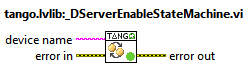 tango.lvlib:_DServerEnableStateMachine.vi
device name
TANGO
error in
error out